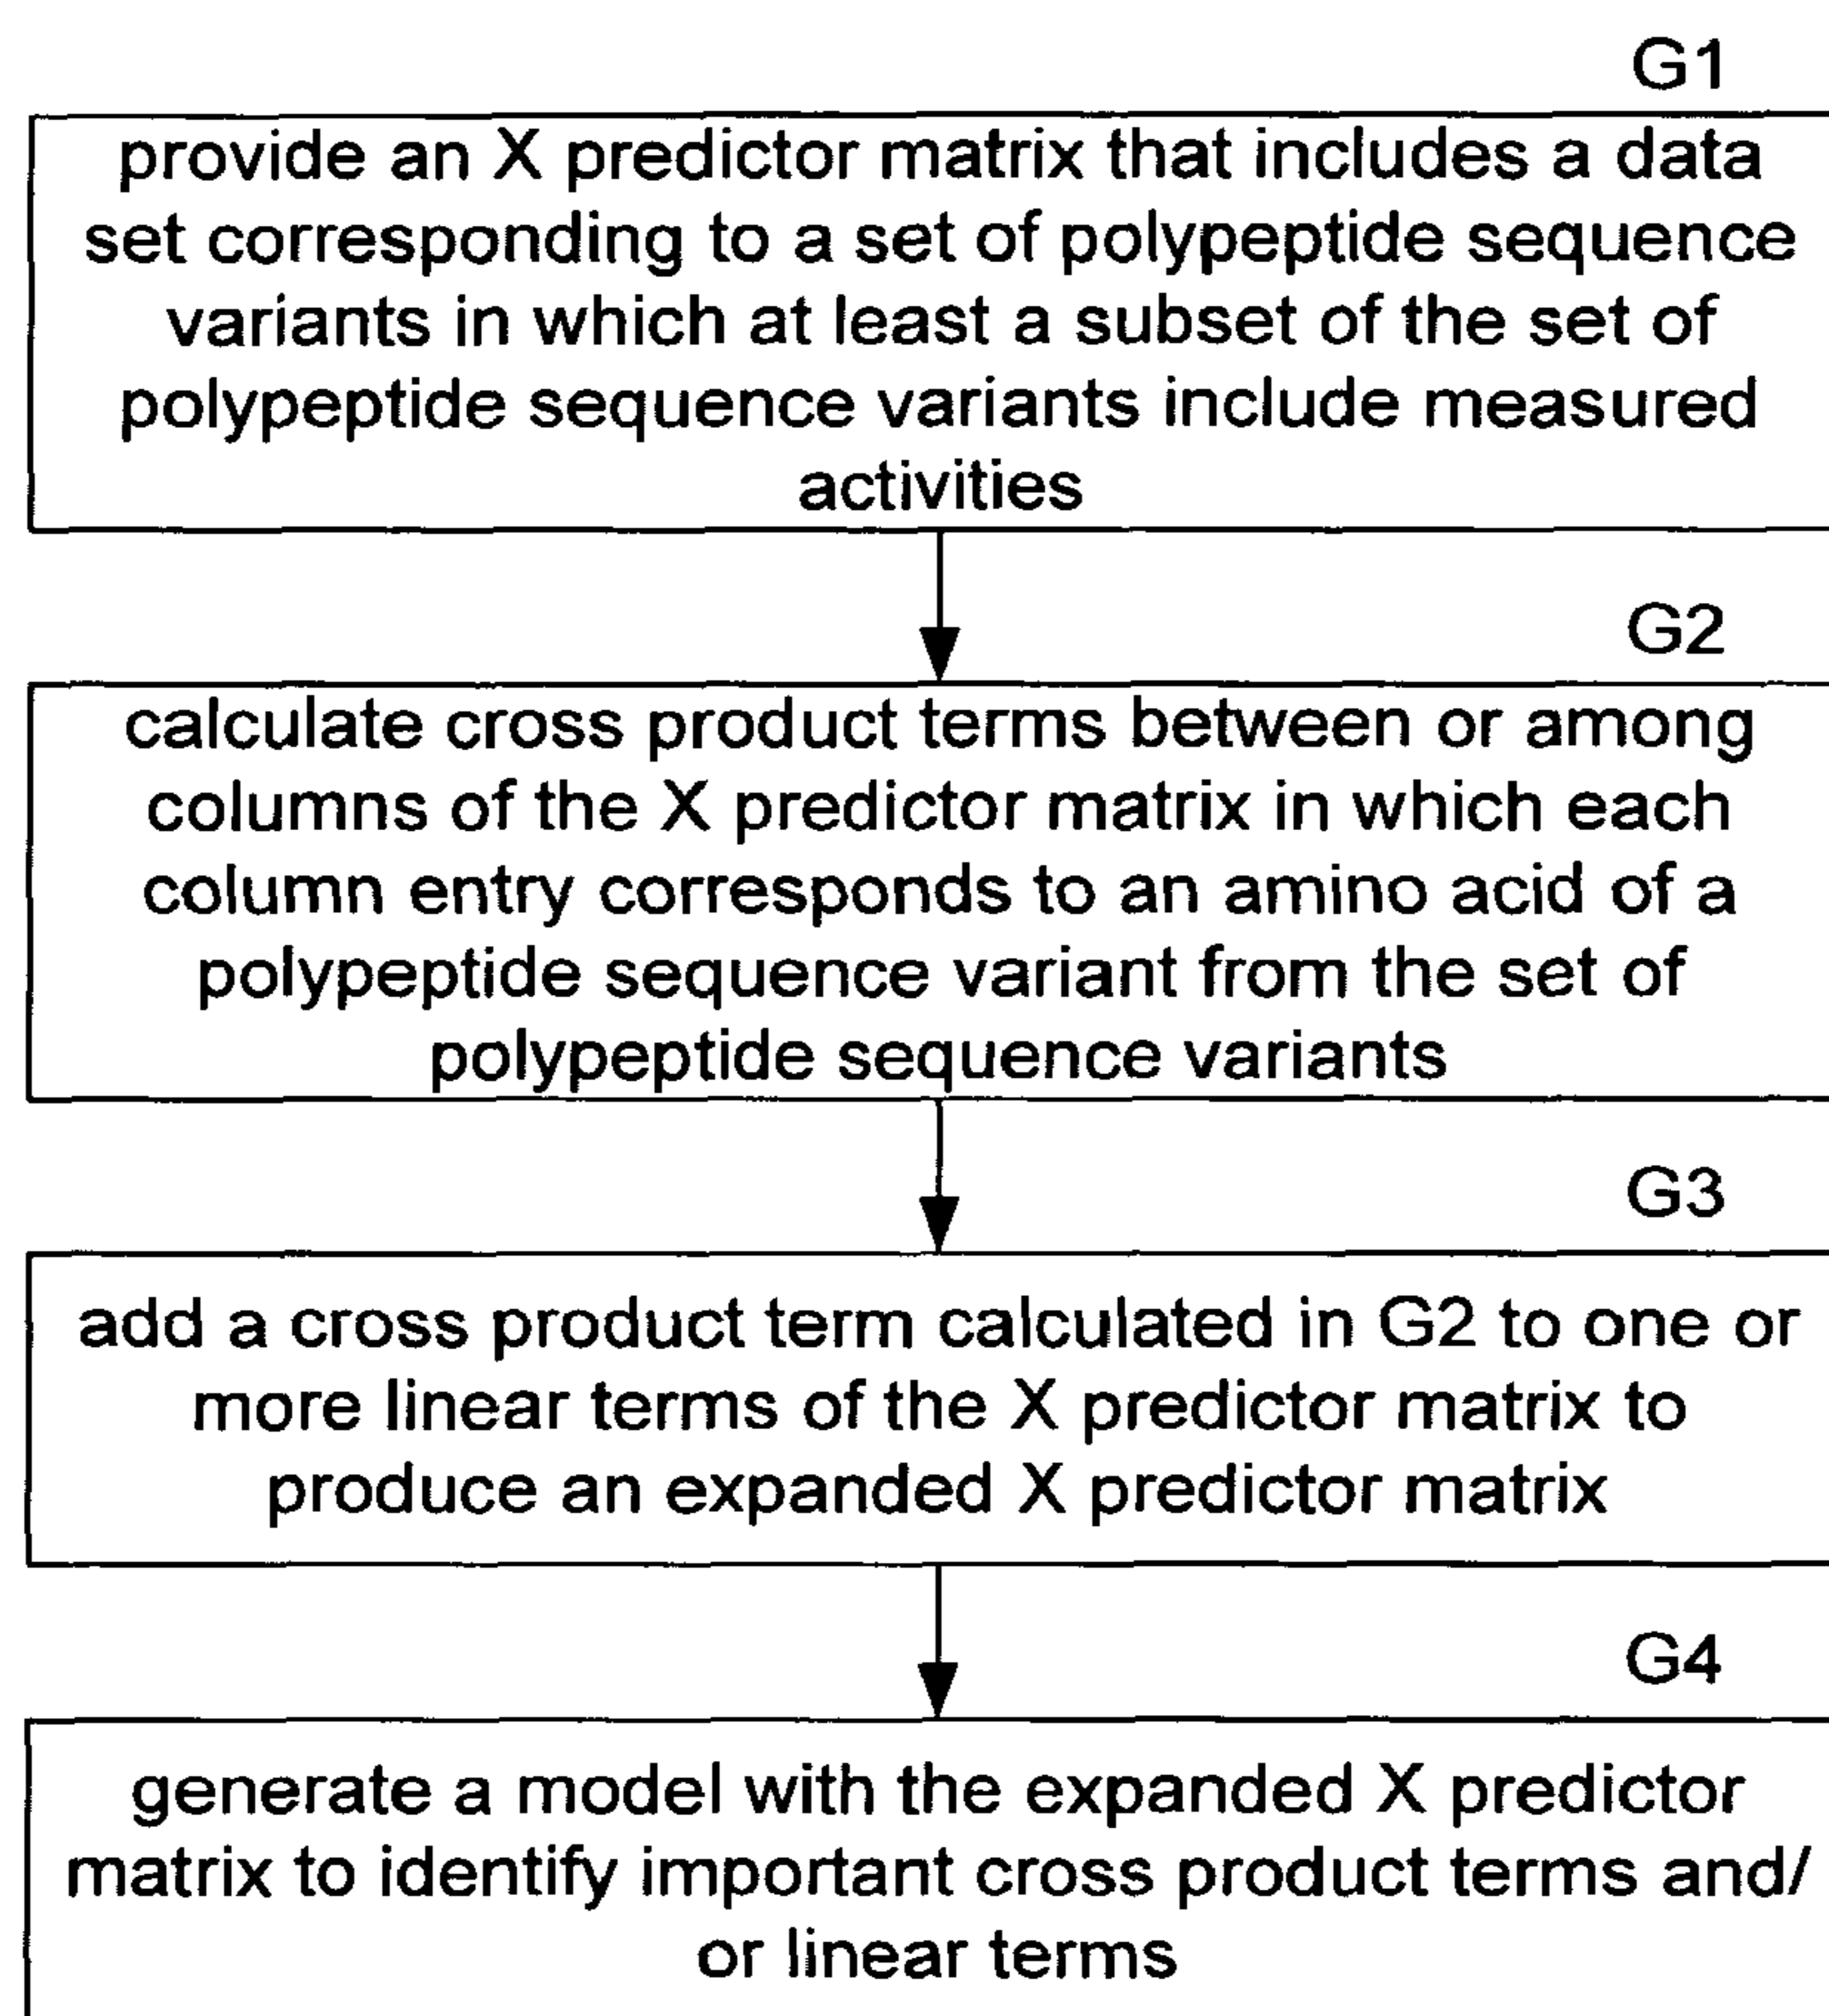 G1
provide an X predictor matrix that includes a data
set corresponding to a set of polypeptide sequence
variants in which at least a subset of the set of
polypeptide sequence variants include measured
activities
G2
calculate cross product terms between or among
columns of the X predictor matrix in which each
column entry corresponds to an amino acid of a
polypeptide sequence variant from the set of
polypeptide sequence variants
G3
add a cross product term calculated in G2 to one or
more linear terms of the X predictor matrix to
produce an expanded X predictor matrix
G4
generate a model with the expanded X predictor
matrix to identify important cross product terms and/
or linear terms